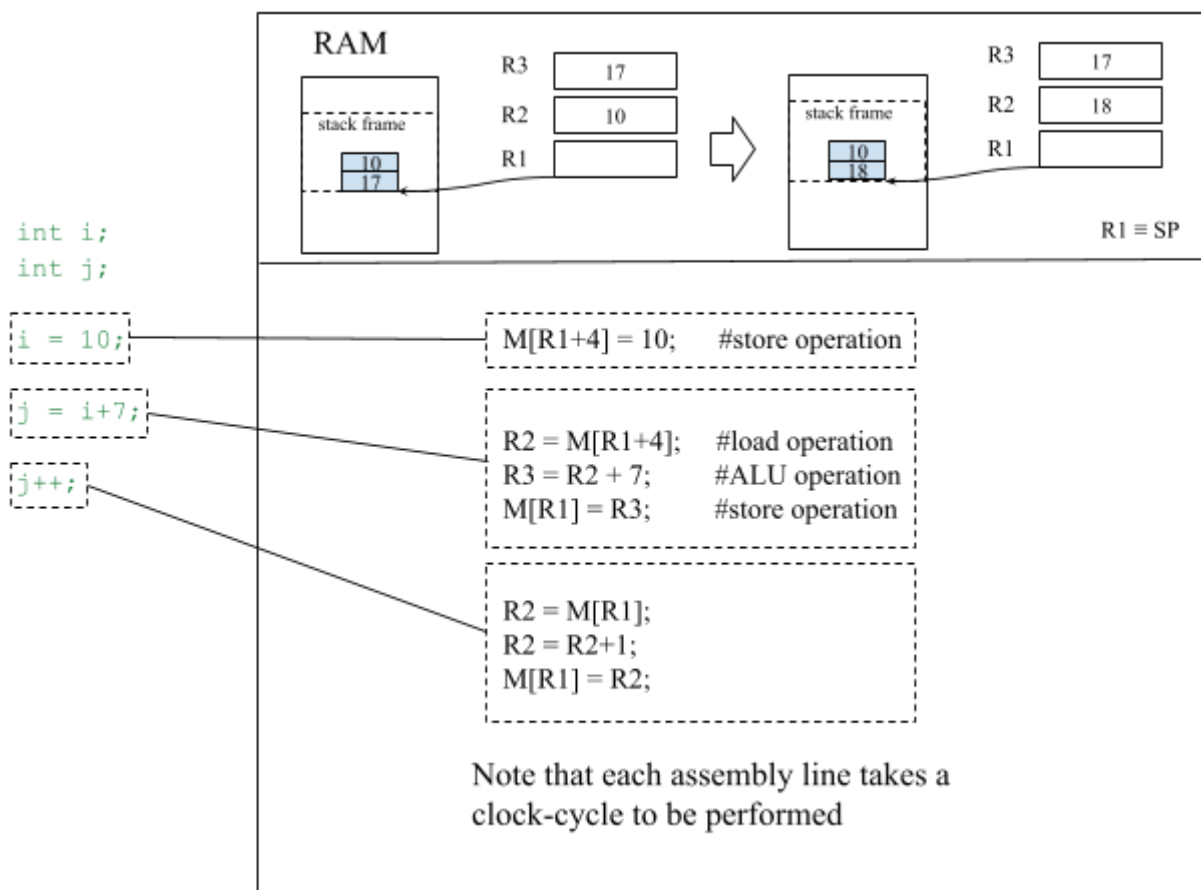 RAM
stack frame
10
17
R3
17
R2
10
R1
stack frame
10
18
R3
17
R2
18
R1
R1 ≡ SP
int i;
int j;
i = 10;
M[R1+4] = 10; #store operation
j = i+7;
R2 = M[R1+4]; #load operation
R3 = R2 + 7; #ALU operation
M[R1] = R3; #store operation
j++;
R2 = M[R1];
R2 = R2+1;
M[R1] = R2;
Note that each assembly line takes a
clock-cycle to be performed